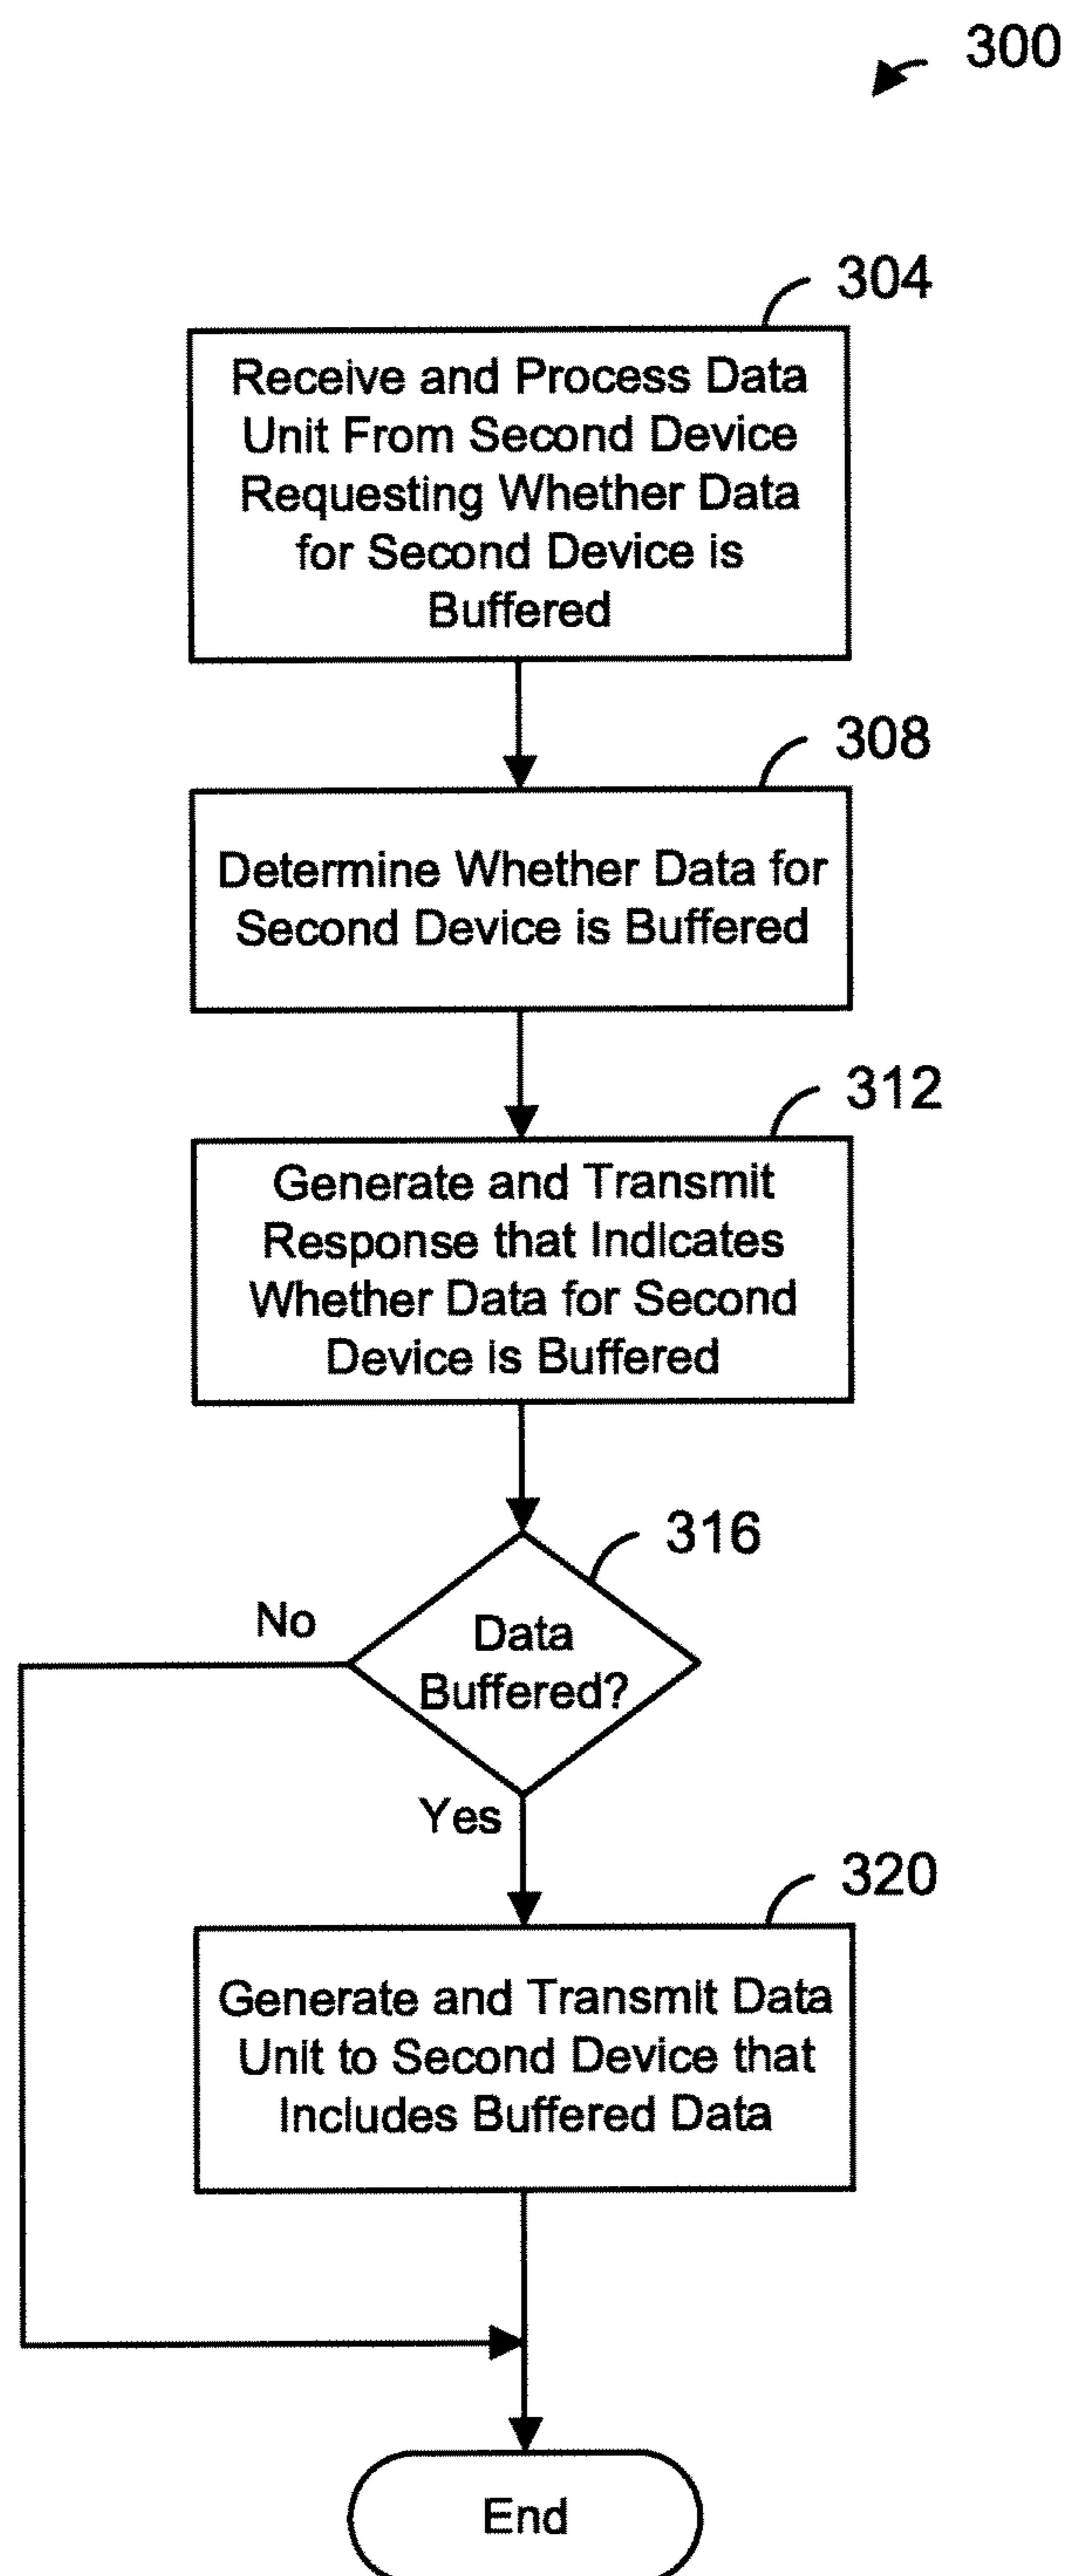 300
304
Receive and Process Data
Unit From Second Device
Requesting Whether Data
for Second Device is
Buffered
308
Determine Whether Data for
Second Device is Buffered
312
Generate and Transmit
Response that Indicates
Whether Data for Second
Device is Buffered
316
No
Data
Buffered?
Yes
320
Generate and Transmit Data
Unit to Second Device that
Includes Buffered Data
End